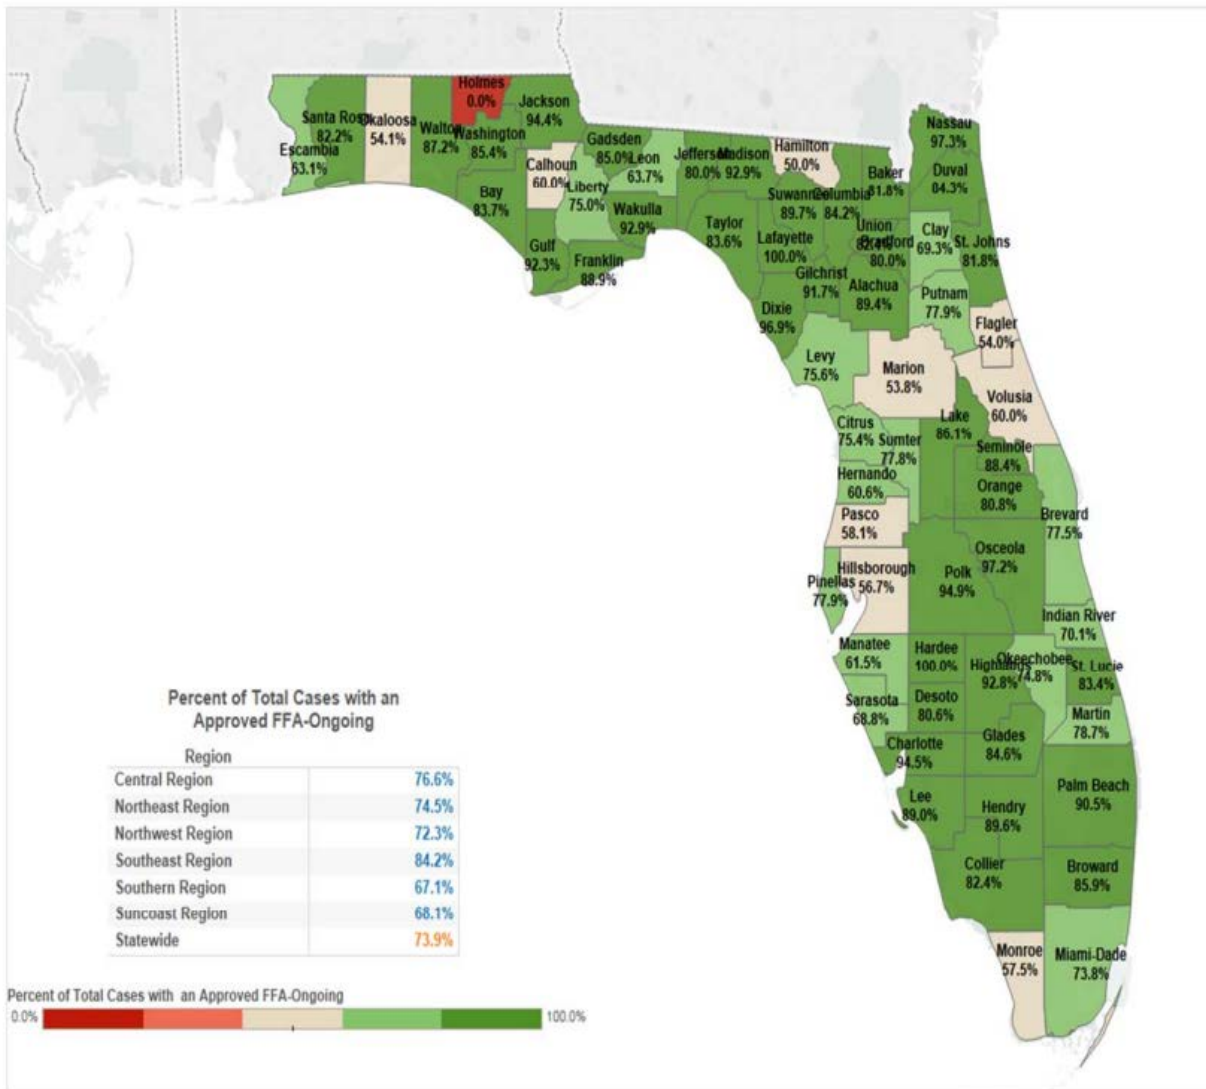 Holmes
0.0%
Jackson
94.4%
Santa Rosa
82.2%
Okaloosa
54.1%
Walton
87.2%
Washington
85.4%
Escambia
63.1%
Calhoun
60.0%
Bay
83.7%
Gulf
92.3%
Gadsden
85.0%
Leon
63.7%
Liberty
75.0%
Wakulla
92.9%
Franklin
88.9%
Jefferson
80.0%
Madison
92.9%
Hamilton
50.0%
Taylor
83.6%
Suwannee
89.7%
Columbia
84.2%
Lafayette
100.0%
Baker
81.8%
Nassau
97.3%
Duval
84.3%
Union
82.4%
Bradford
80.0%
Clay
69.3%
St. Johns
81.8%
Gilchrist
91.7%
Alachua
89.4%
Dixie
96.9%
Putnam
77.9%
Flagler
54.0%
Levy
75.6%
Marion
53.8%
Volusia
60.0%
Citrus
75.4%
Sumter
77.8%
Lake
86.1%
Seminole
88.4%
Hernando
60.6%
Orange
80.8%
Pasco
58.1%
Brevard
77.5%
Osceola
97.2%
Hillsborough
56.7%
Polk
94.9%
Pinellas
77.9%
Indian River
70.1%
Manatee
61.5%
Hardee
100.0%
Highlands
92.8%
Okeechobee
74.8%
St. Lucie
83.4%
Sarasota
68.8%
Desoto
80.6%
Martin
78.7%
Charlotte
94.5%
Glades
84.6%
Lee
89.0%
Hendry
89.6%
Palm Beach
90.5%
Collier
82.4%
Broward
85.9%
Monroe
57.5%
Miami-Dade
73.8%
Percent of Total Cases with an
Approved FFA-Ongoing
Region
Central Region 76.6%
Northeast Region 74.5%
Northwest Region 72.3%
Southeast Region 84.2%
Southern Region 67.1%
Suncoast Region 68.1%
Statewide 73.9%
Percent of Total Cases with an Approved FFA-Ongoing
0.0% 100.0%